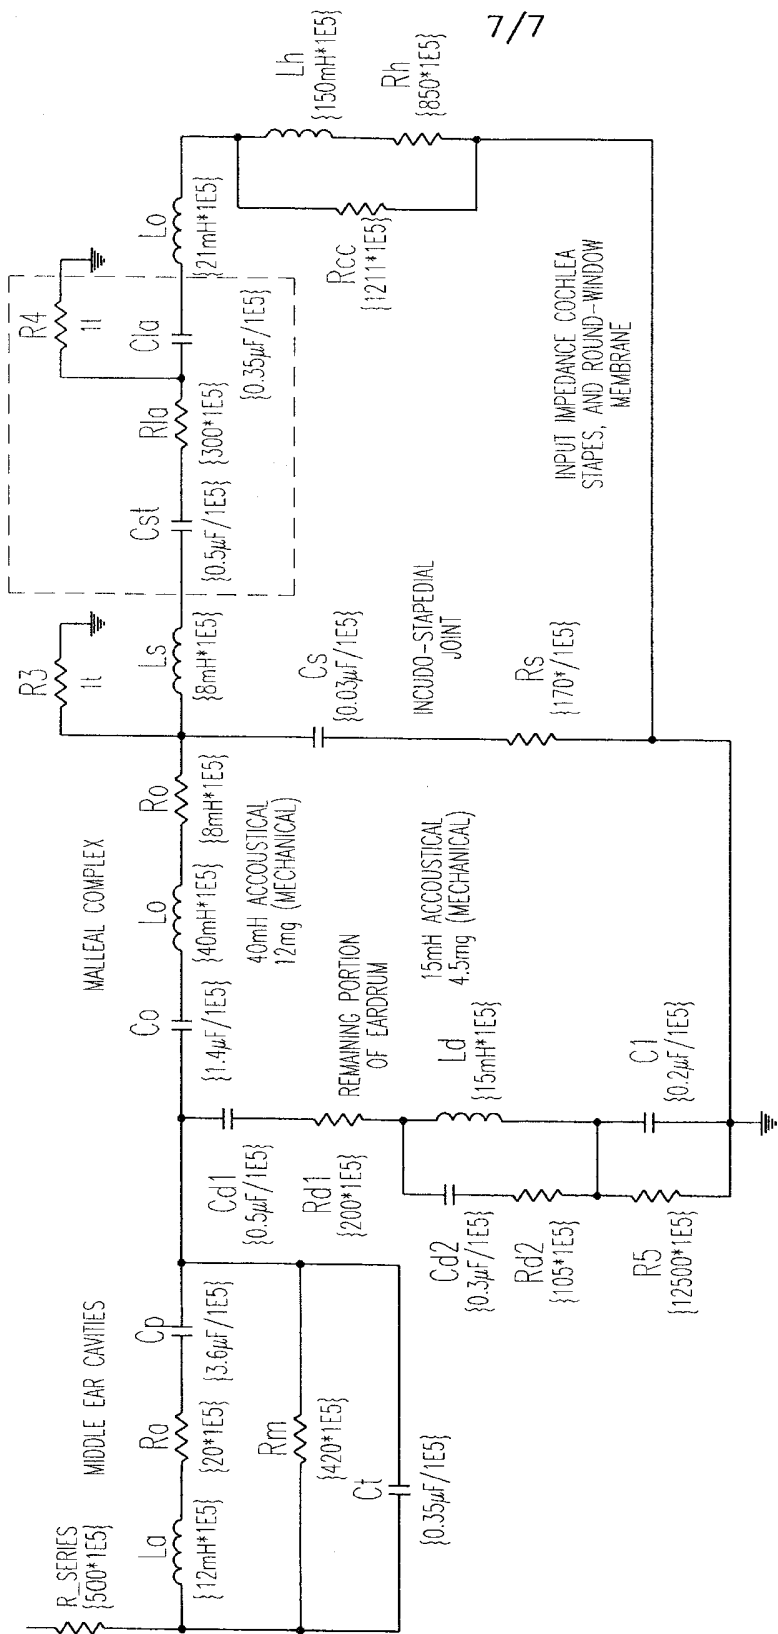 7/7
R_SERIES
{500*1E5}
MIDDLE EAR CAVITIES
La
{12mH*1E5}
Ra
{20*1E5}
Cp
{3.6µF/1E5}
Rm
{420*1E5}
Ct
{0.35µF/1E5}
Cd1
{0.5µF/1E5}
Rd1
{200*1E5}
REMAINING PORTION
OF EARDRUM
Cd2
{0.3µF/1E5}
Rd2
{105*1E5}
Ld
{15mH*1E5}
15mH ACCOUSTICAL
4.5mg (MECHANICAL)
R5
{12500*1E5}
C1
{0.2µF/1E5}
MALLEAL COMPLEX
Co
{1.4µF/1E5}
Lo
{40mH*1E5}
40mH ACCOUSTICAL
12mg (MECHANICAL)
Ro
{8mH*1E5}
R3
1t
Ls
{8mH*1E5}
Cs
{0.03µF/1E5}
INCUDO-STAPEDIAL
JOINT
Rs
{170*/1E5}
Cst
{0.5µF/1E5}
Rla
{300*1E5}
R4
1t
Cla
{0.35µF/1E5}
Lo
{21mH*1E5}
Lh
{150mH*1E5}
Rh
{850*1E5}
Rcc
{1211*1E5}
INPUT IMPEDANCE COCHLEA
STAPES, AND ROUND-WINDOW
MEMBRANE